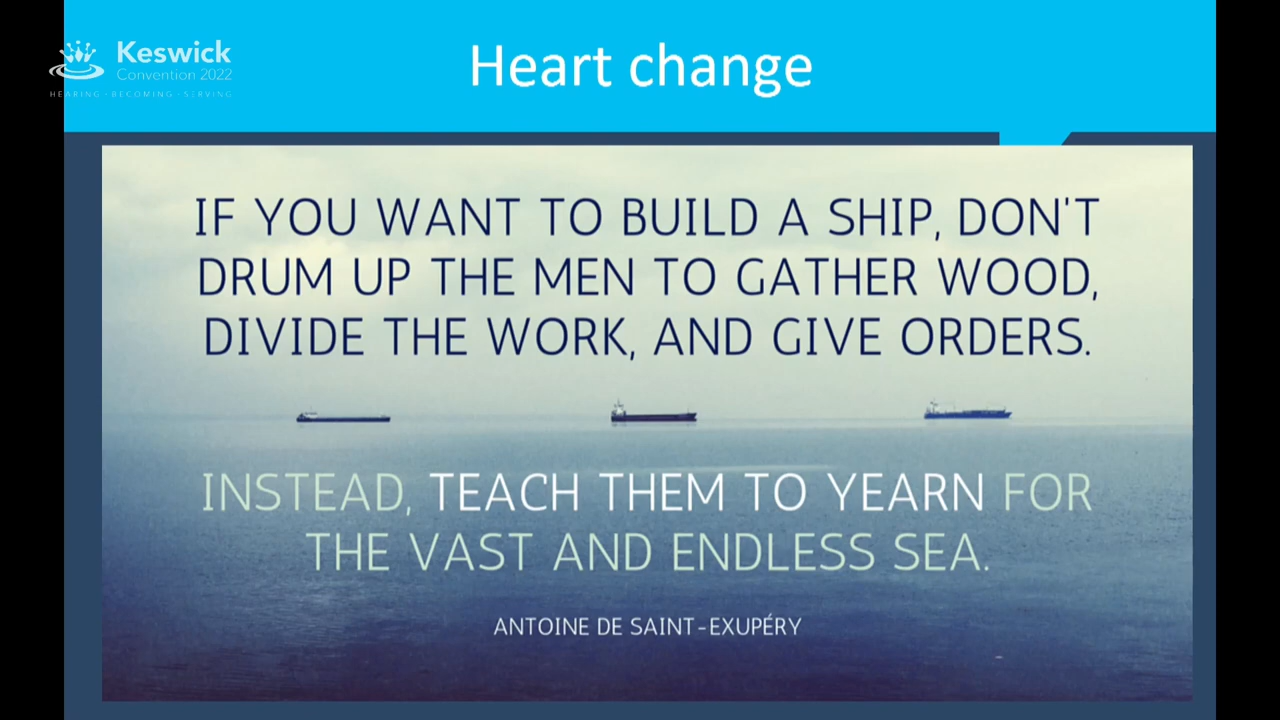 Keswick
Convention 2022
HEARING · BECOMING · SERVING
Heart change
IF YOU WANT TO BUILD A SHIP, DON'T
DRUM UP THE MEN TO GATHER WOOD,
DIVIDE THE WORK, AND GIVE ORDERS.
INSTEAD, TEACH THEM TO YEARN FOR
THE VAST AND ENDLESS SEA.
ANTOINE DE SAINT-EXUPÉRY